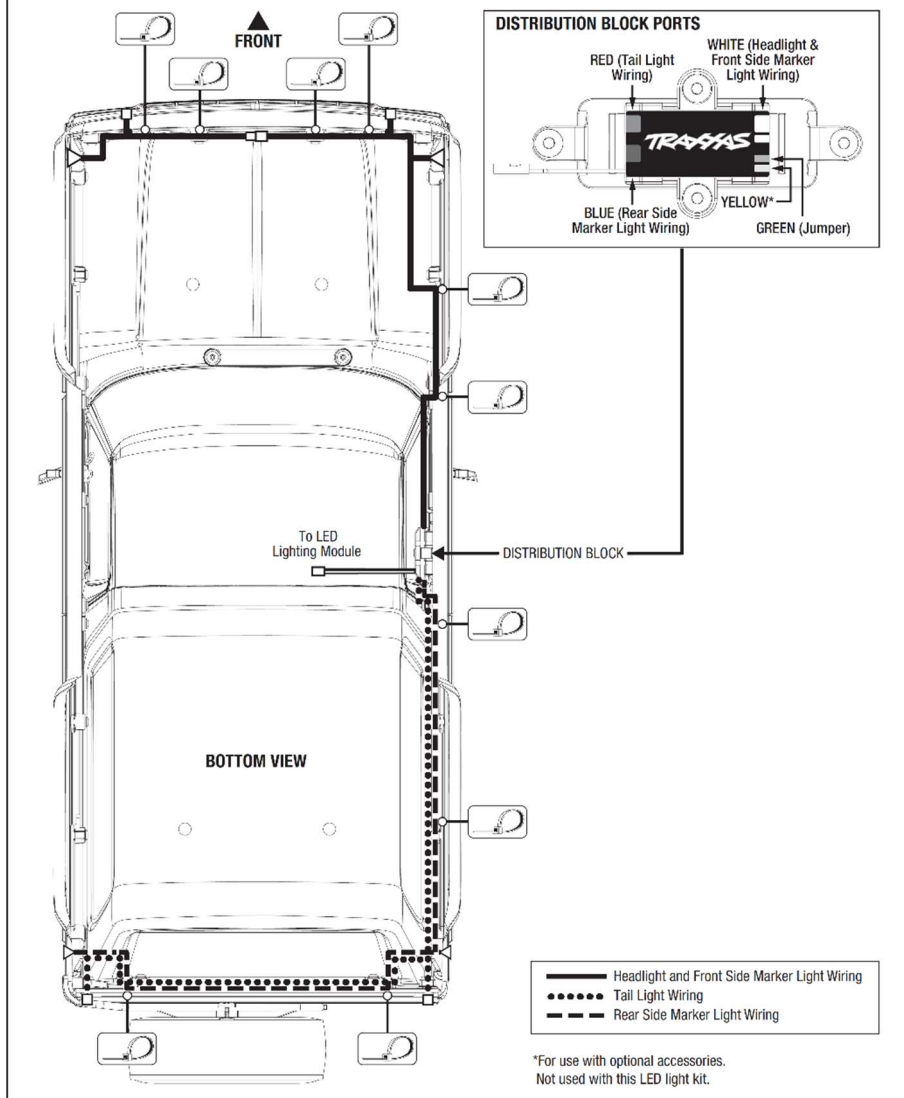 FRONT
DISTRIBUTION BLOCK PORTS
RED (Tail Light
Wiring)
WHITE (Headlight &
Front Side Marker
Light Wiring)
TRAXXAS
BLUE (Rear Side
Marker Light Wiring)
YELLOW*
GREEN (Jumper)
To LED
Lighting Module
DISTRIBUTION BLOCK
BOTTOM VIEW
Headlight and Front Side Marker Light Wiring
Tail Light Wiring
Rear Side Marker Light Wiring
*For use with optional accessories.
Not used with this LED light kit.